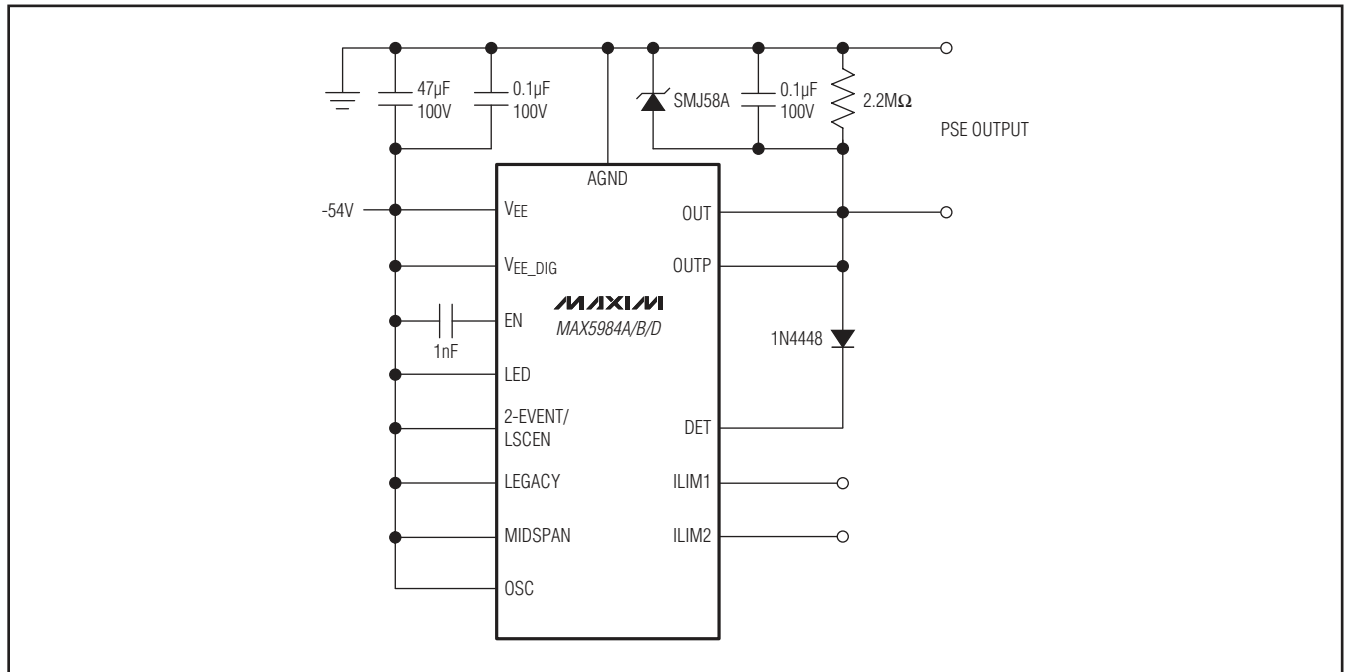 47µF
100V
0.1µF
100V
SMJ58A
0.1µF
100V
2.2MΩ
PSE OUTPUT
AGND
-54V
VEE
OUT
VEE_DIG
OUTP
MAXIM
MAX5984A/B/D
EN
1nF
1N4448
LED
2-EVENT/
LSCEN
DET
LEGACY
ILIM1
MIDSPAN
ILIM2
OSC